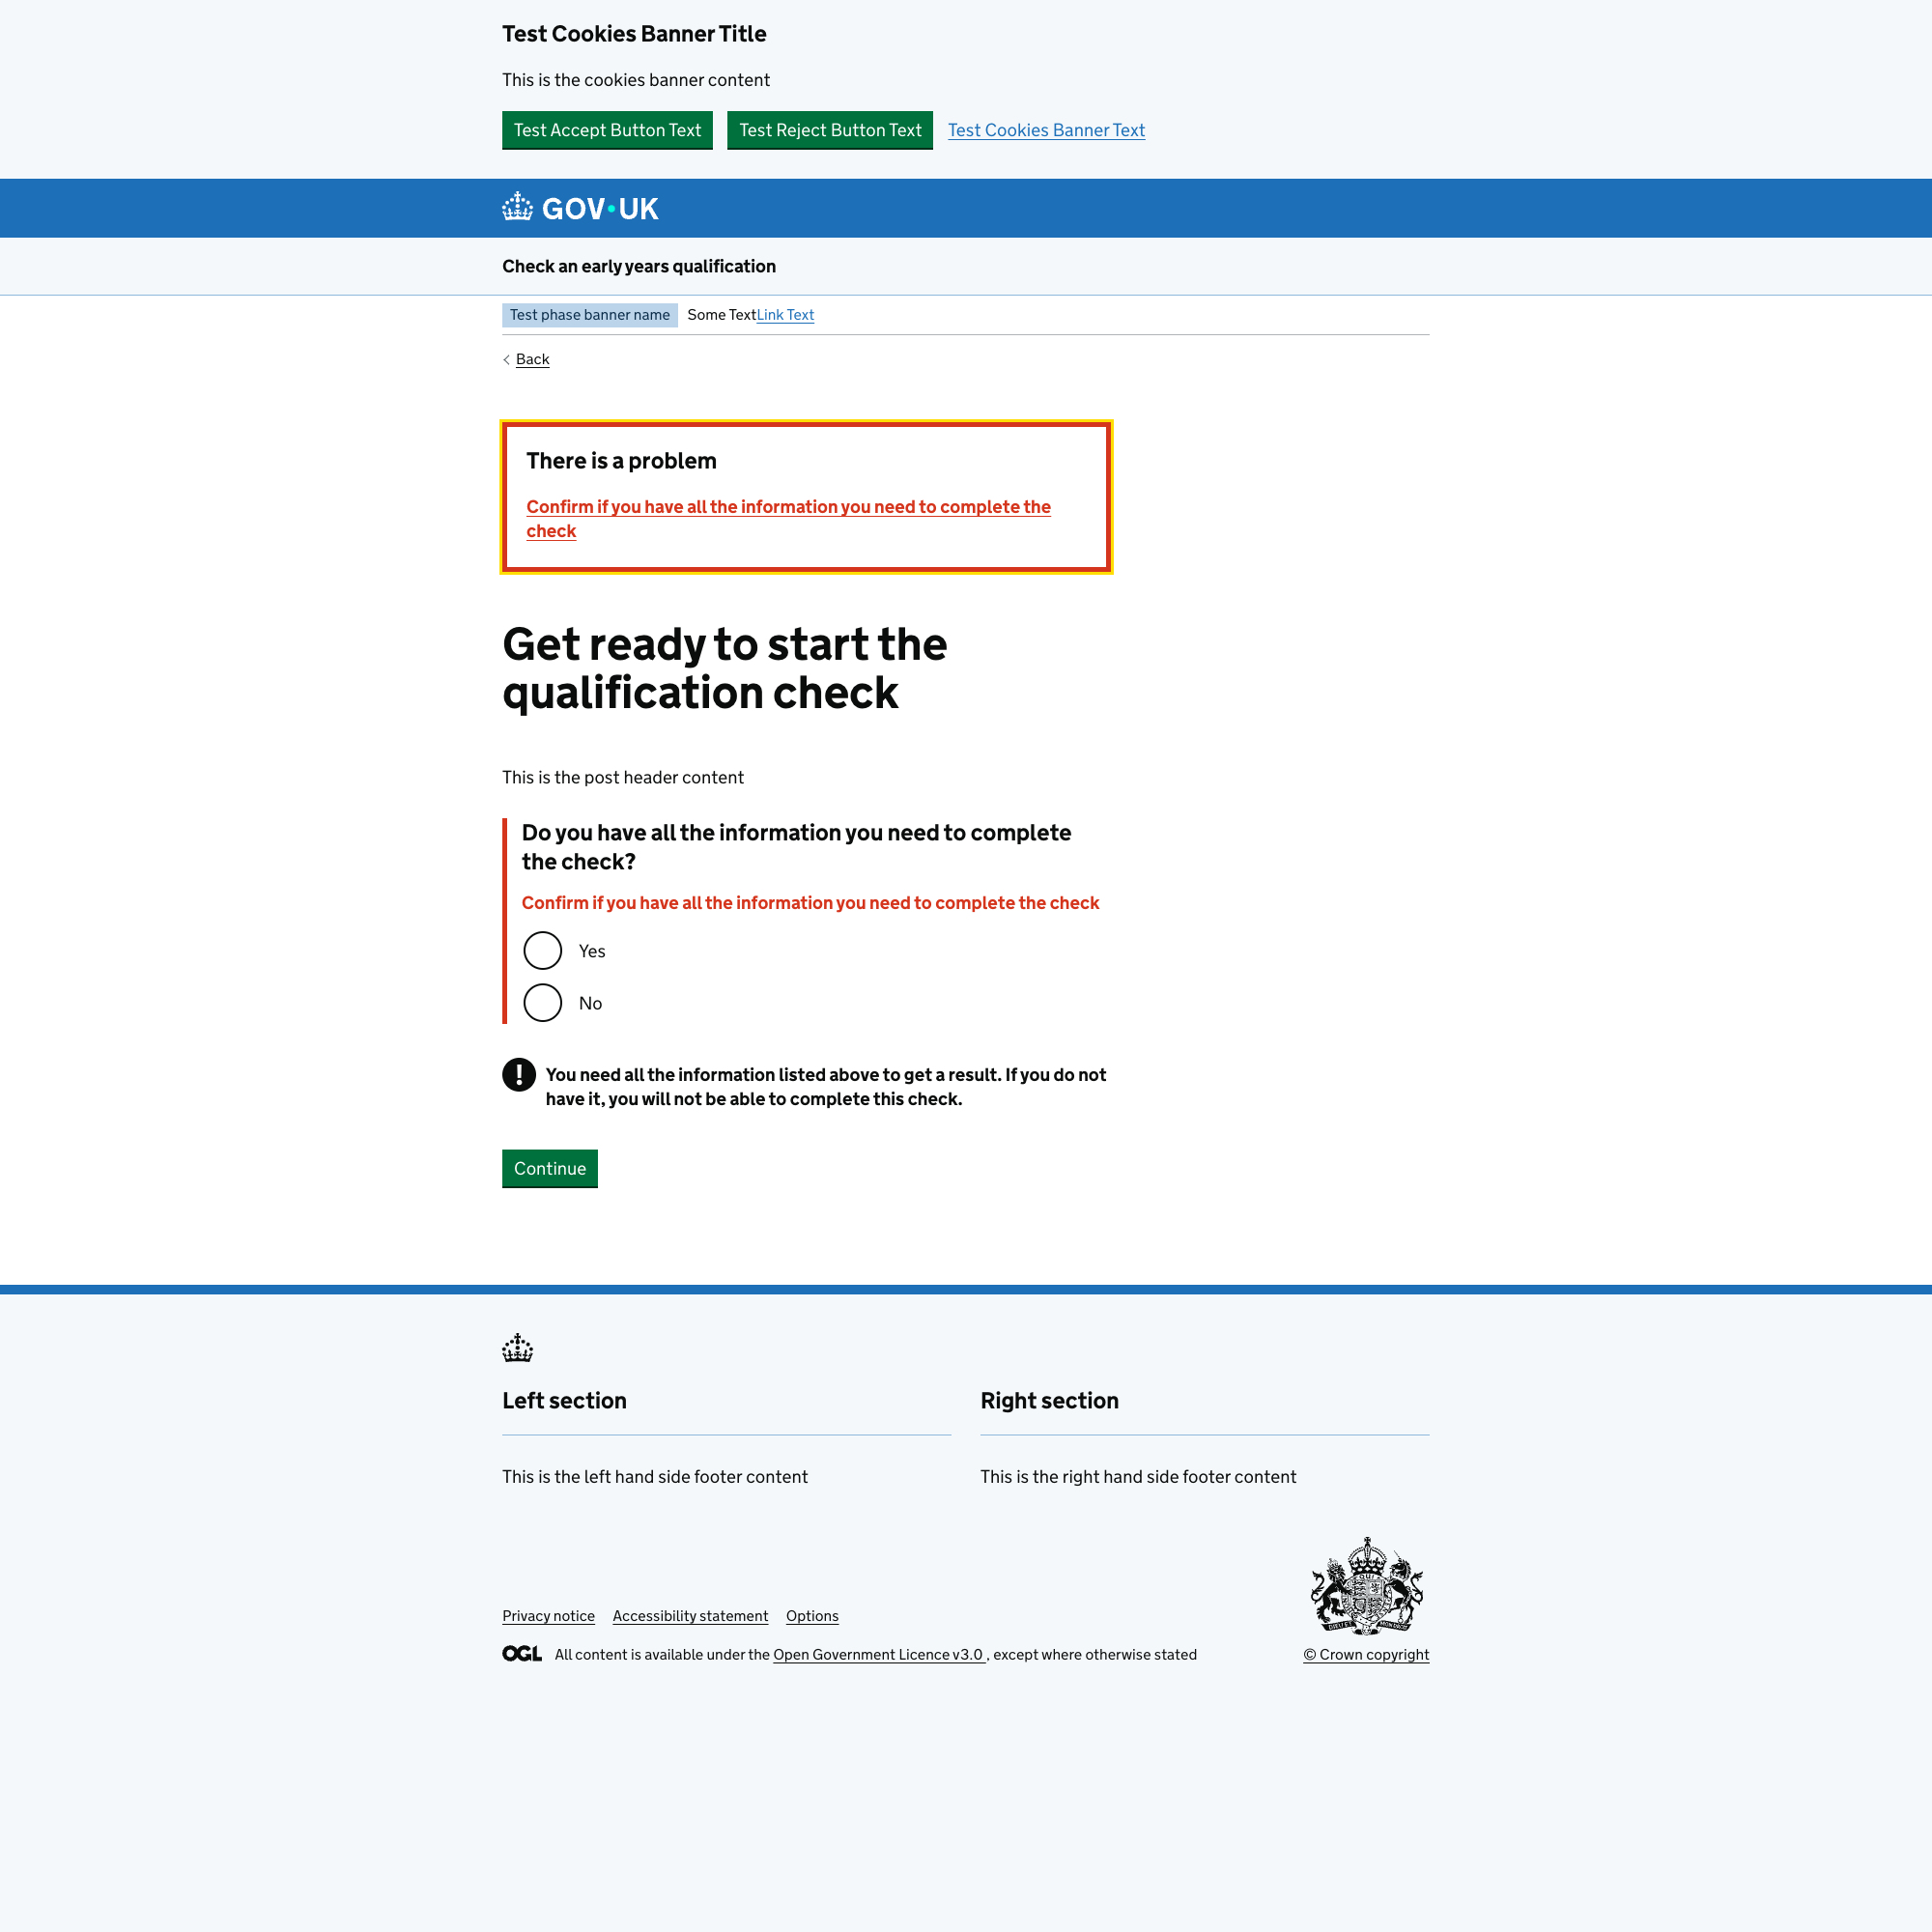 Test Cookies Banner Title
This is the cookies banner content
Test Accept Button Text Test Reject Button Text Test Cookies Banner Text
GOV·UK
Check an early years qualification
Test phase banner name Some TextLink Text
Back
There is a problem
Confirm if you have all the information you need to complete the
check
Get ready to start the
qualification check
This is the post header content
Do you have all the information you need to complete
the check?
Confirm if you have all the information you need to complete the check
Yes
No
! You need all the information listed above to get a result. If you do not
have it, you will not be able to complete this check.
Continue
Left section
Right section
This is the left hand side footer content
This is the right hand side footer content
Privacy notice Accessibility statement Options
OGL All content is available under the Open Government Licence v3.0 , except where otherwise stated
© Crown copyright